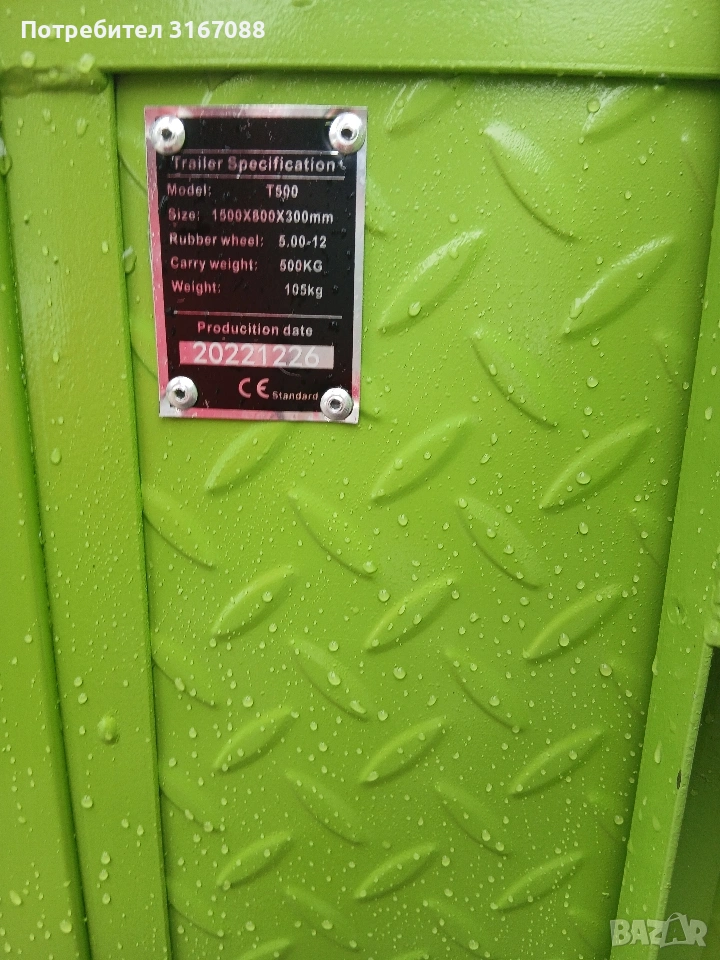 Потребител 3167088
Trailer Specification
Model: T500
Size: 1500X800X300mm
Rubber wheel: 5.00-12
Carry weight: 500KG
Weight: 105kg
Producition date
20221226
CE Standard
BAZAR